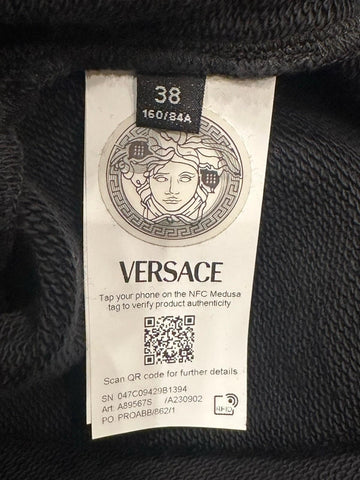 38
160/84A
VERSACE
Tap your phone on the NFC Medusa
tag to verify product authenticity
Scan QR code for further details
SN 047C09429B1394
Art. A89567S /A230902
PO PROABB/862/1
RFID